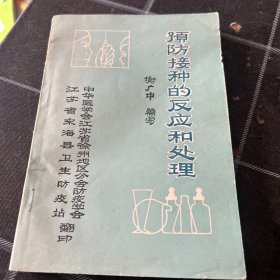 预防接种的反应和处理
衡广中 编写
中华医学会江苏省徐州地区分会防疫学会
江苏省东海县卫生防疫站
翻印